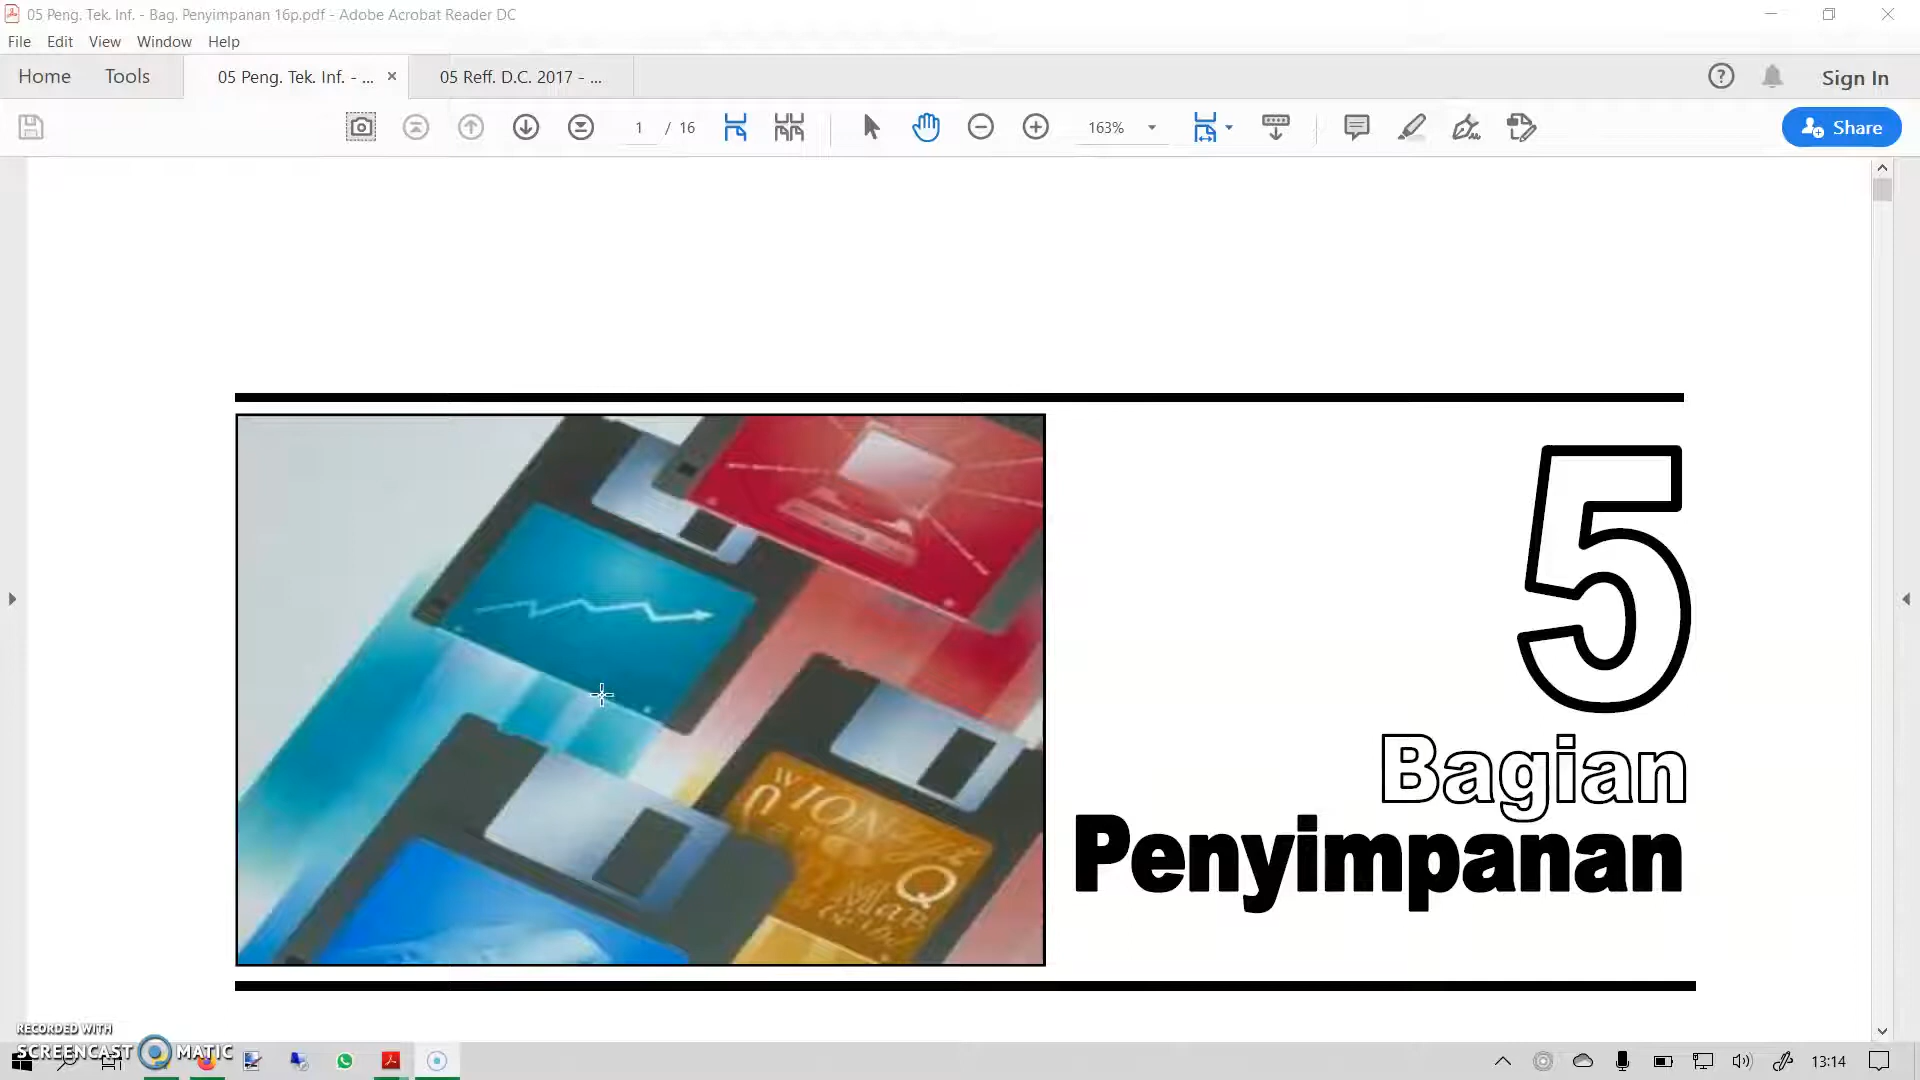 05 Peng. Tek. Inf. - Bag. Penyimpanan 16p.pdf - Adobe Acrobat Reader DC
File Edit View Window Help
Home Tools 05 Peng. Tek. Inf. - ... 05 Reff. D.C. 2017 - ... Sign In
1 / 16 163% Share
5
Bagian
Penyimpanan
Q
RECORDED WITH
SCREENCAST MATIC
13:14